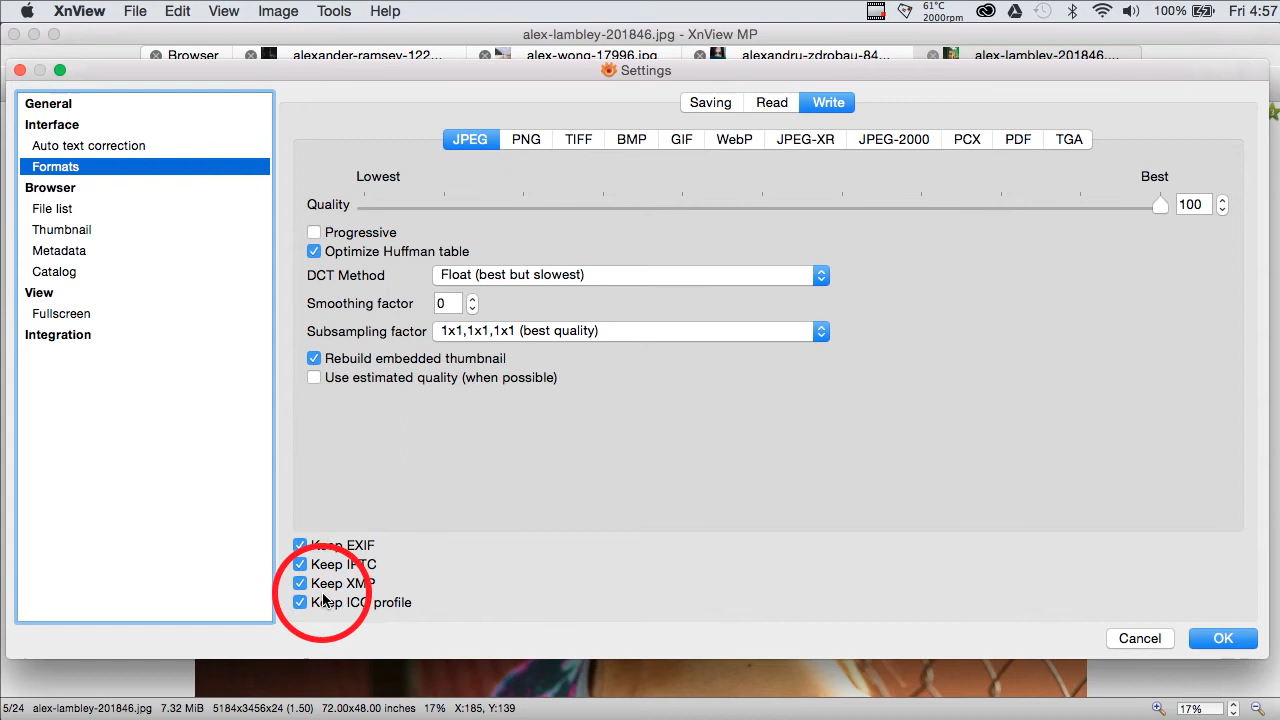 XnView File Edit View Image Tools Help 61°C 2000rpm 100% Fri 4:57
alex-lambley-201846.jpg - XnView MP
Browser alexander-ramsey-122... alex-wong-17996.jpg alexandru-zdrobau-84... alex-lambley-201846....
Settings
General
Interface
Auto text correction
Formats
Browser
File list
Thumbnail
Metadata
Catalog
View
Fullscreen
Integration
Saving Read Write
JPEG PNG TIFF BMP GIF WebP JPEG-XR JPEG-2000 PCX PDF TGA
Lowest Best
Quality 100
Progressive
Optimize Huffman table
DCT Method Float (best but slowest)
Smoothing factor 0
Subsampling factor 1x1,1x1,1x1 (best quality)
Rebuild embedded thumbnail
Use estimated quality (when possible)
Keep EXIF
Keep IPTC
Keep XMP
Keep ICC profile
Cancel OK
5/24 alex-lambley-201846.jpg 7.32 MiB 5184x3456x24 (1.50) 72.00x48.00 inches 17% X:185, Y:139 17%